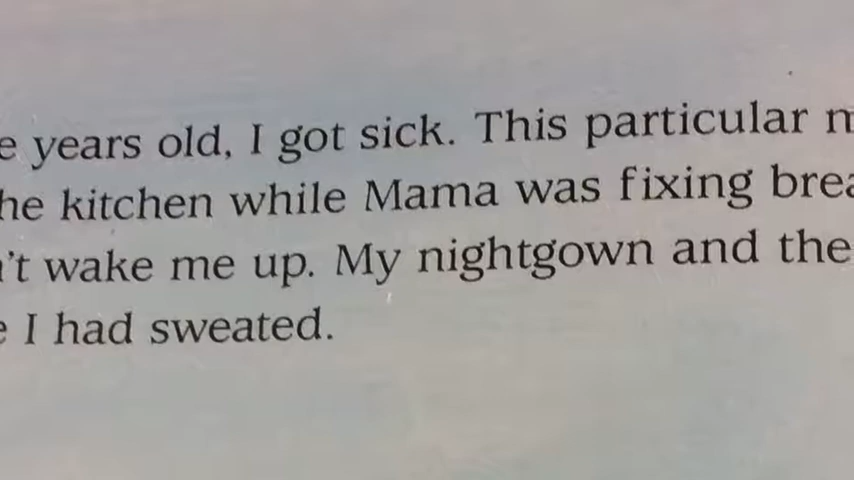 years old, I got sick. This particular
kitchen while Mama was fixing
wake me up. My nightgown and the
I had sweated.